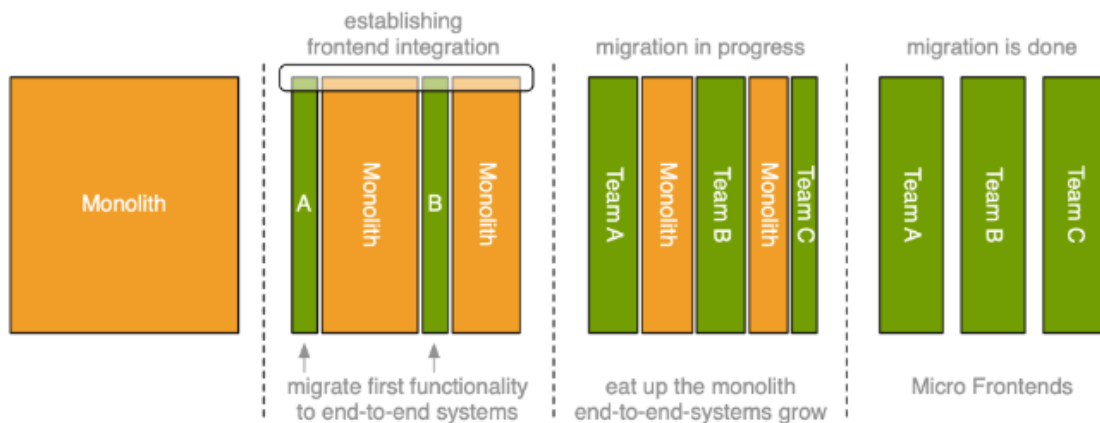 establishing
frontend integration
migration in progress
migration is done
Monolith
A
Monolith
B
Monolith
Team A
Monolith
Team B
Monolith
Team C
Team A
Team B
Team C
migrate first functionality
to end-to-end systems
eat up the monolith
end-to-end-systems grow
Micro Frontends